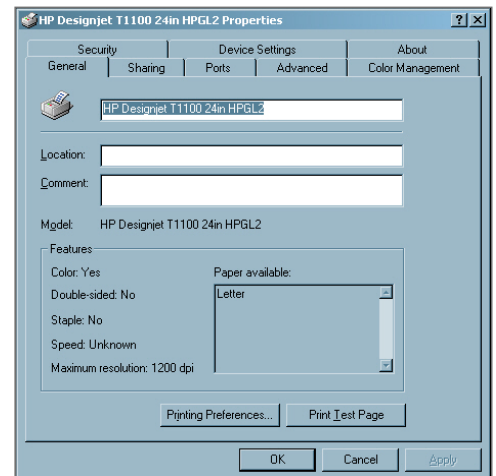 HP Designjet T1100 24in HPGL2 Properties
Security Device Settings About
General Sharing Ports Advanced Color Management
HP Designjet T1100 24in HPGL2
Location:
Comment:
Model: HP Designjet T1100 24in HPGL2
Features
Color: Yes Paper available:
Double-sided: No Letter
Staple: No
Speed: Unknown
Maximum resolution: 1200 dpi
Printing Preferences... Print Test Page
OK Cancel Apply